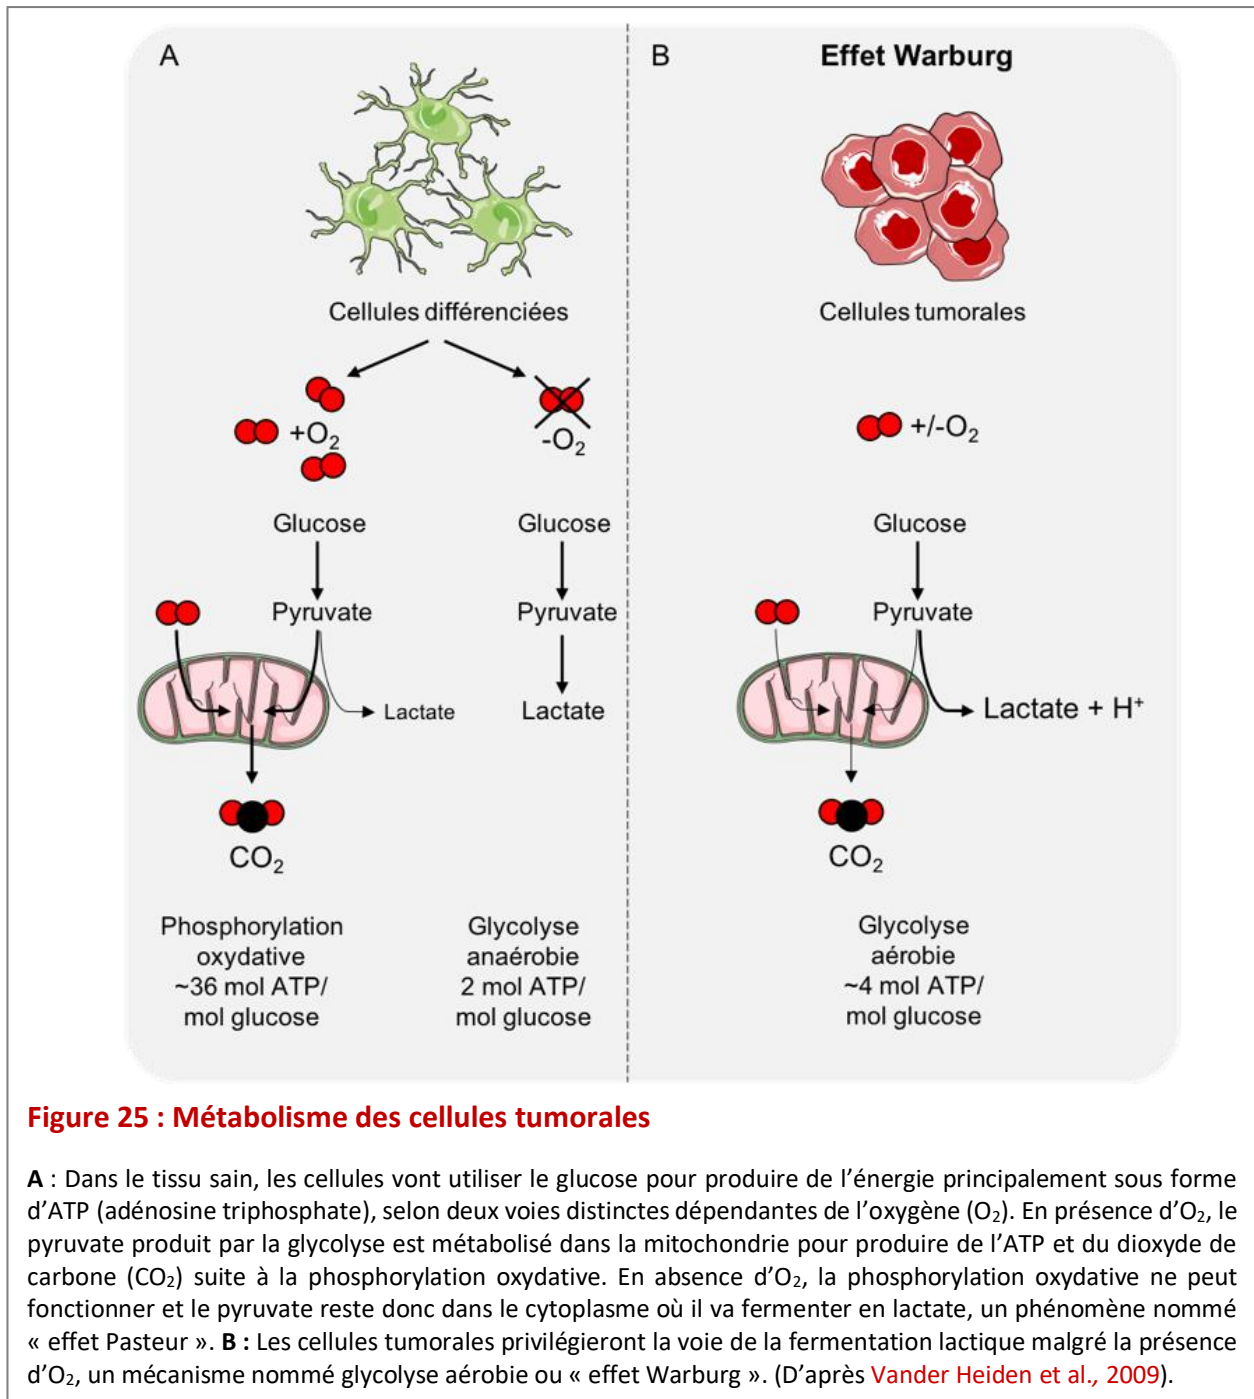 A
B
Effet Warburg
Cellules différenciées
Cellules tumorales
+O₂
-O₂
+/-O₂
Glucose
Glucose
Glucose
Pyruvate
Pyruvate
Pyruvate
Lactate
Lactate
Lactate + H⁺
CO₂
CO₂
Phosphorylation
oxydative
~36 mol ATP/
mol glucose
Glycolyse
anaérobie
2 mol ATP/
mol glucose
Glycolyse
aérobie
~4 mol ATP/
mol glucose
Figure 25 : Métabolisme des cellules tumorales
A : Dans le tissu sain, les cellules vont utiliser le glucose pour produire de l’énergie principalement sous forme
d’ATP (adénosine triphosphate), selon deux voies distinctes dépendantes de l’oxygène (O₂). En présence d’O₂, le
pyruvate produit par la glycolyse est métabolisé dans la mitochondrie pour produire de l’ATP et du dioxyde de
carbone (CO₂) suite à la phosphorylation oxydative. En absence d’O₂, la phosphorylation oxydative ne peut
fonctionner et le pyruvate reste donc dans le cytoplasme où il va fermenter en lactate, un phénomène nommé
« effet Pasteur ». B : Les cellules tumorales privilégieront la voie de la fermentation lactique malgré la présence
d’O₂, un mécanisme nommé glycolyse aérobie ou « effet Warburg ». (D’après Vander Heiden et al., 2009).